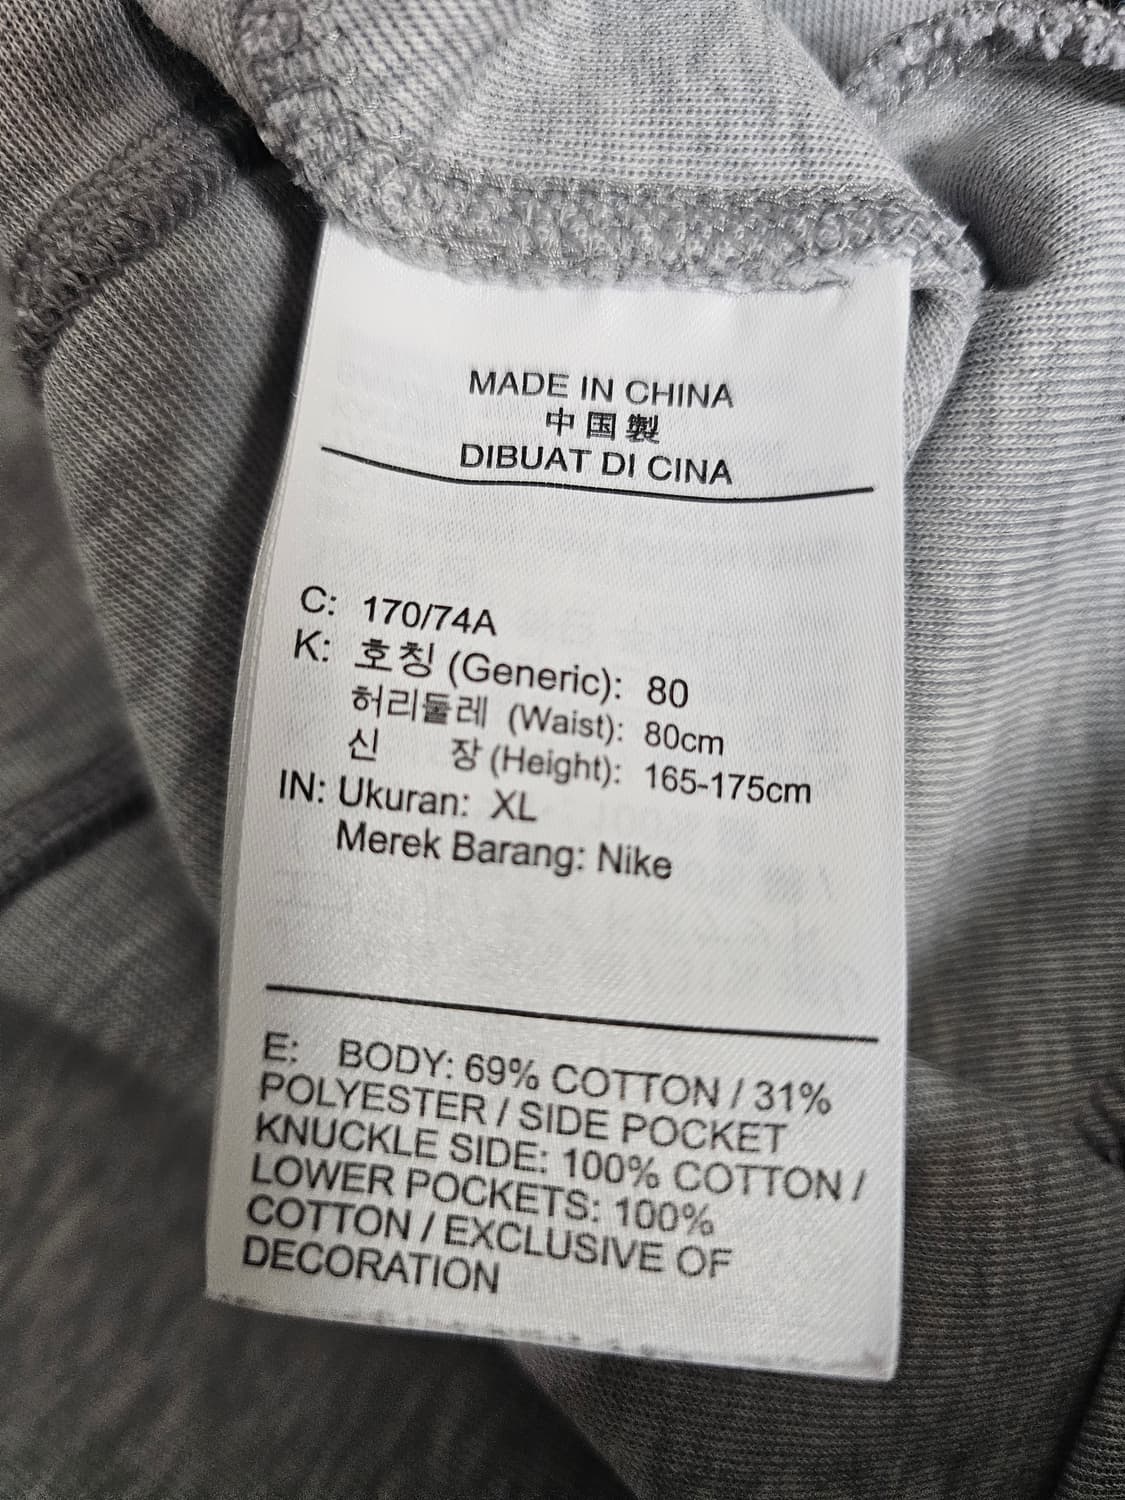 MADE IN CHINA
中国製
DIBUAT DI CINA
C: 170/74A
K: 호칭 (Generic): 80
허리둘레 (Waist): 80cm
신 장 (Height): 165-175cm
IN: Ukuran: XL
Merek Barang: Nike
E: BODY: 69% COTTON / 31%
POLYESTER / SIDE POCKET
KNUCKLE SIDE: 100% COTTON /
LOWER POCKETS: 100%
COTTON / EXCLUSIVE OF
DECORATION